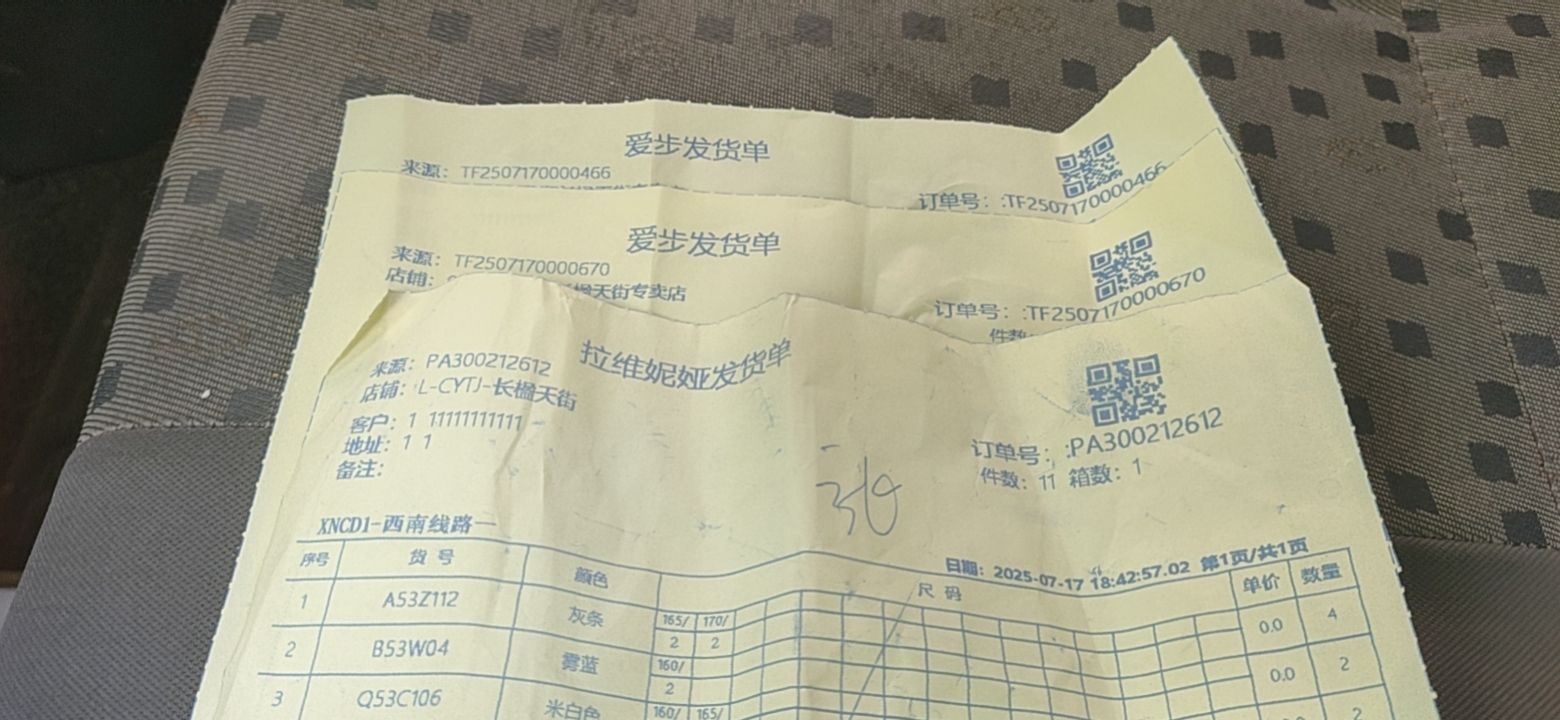 爱步发货单
来源: TF2507170000466
订单号: :TF2507170000466
爱步发货单
来源: TF2507170000670
店铺: 楹天街专卖店
订单号: :TF2507170000670
件数:
拉维妮娅发货单
来源: PA300212612
店铺: L-CYTJ-长楹天街
客户: 1 11111111111
地址: 1 1
备注:
订单号: :PA300212612
件数: 11 箱数: 1
XNCD1-西南线路一
日期: 2025-07-17 18:42:57.02 第1页/共1页
序号 货号 颜色 尺码 单价 数量
1 A53Z112 灰条 165/ 170/ 0.0 4
2 2
2 B53W04 雾蓝 160/ 0.0 2
2
3 Q53C106 米白色 160/ 165/ 2